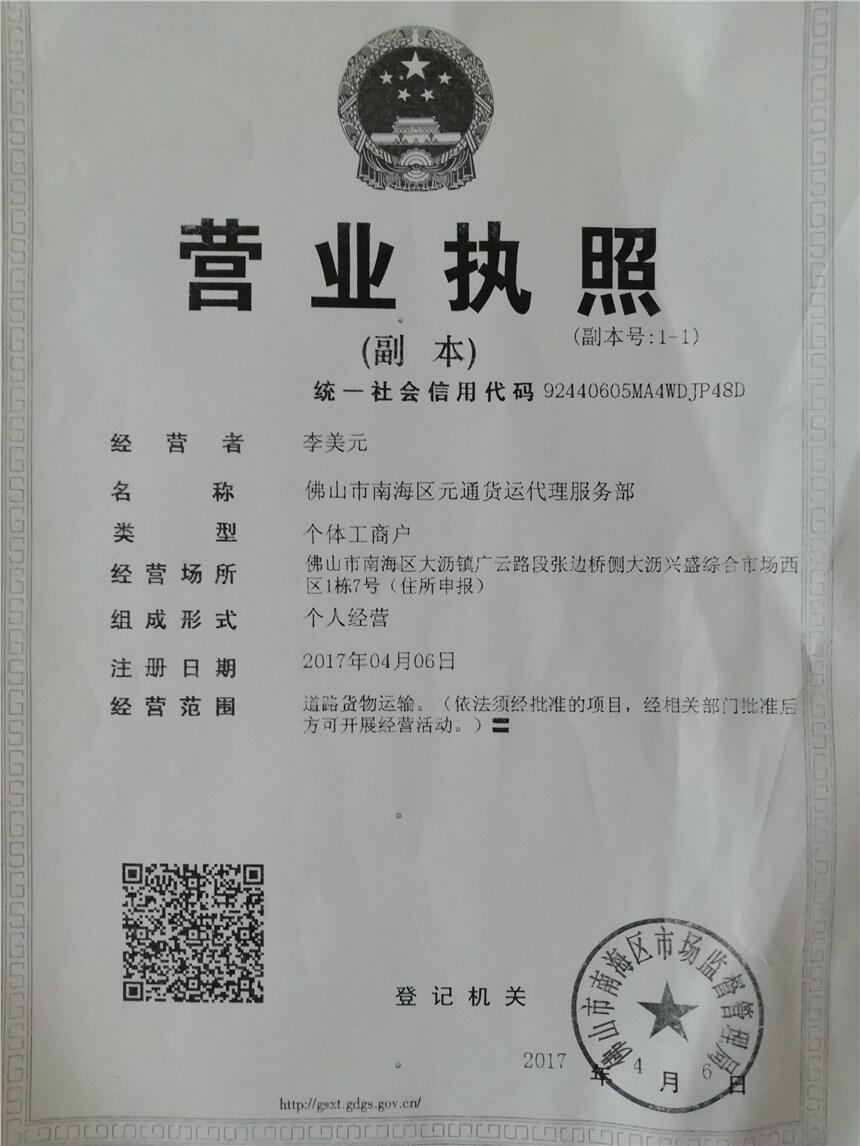 营业执照
(副本)
(副本号:1-1)
统一社会信用代码 92440605MA4WDJP48D
经营者 李美元
名称 佛山市南海区元通货运代理服务部
类型 个体工商户
经营场所 佛山市南海区大沥镇广云路段张边桥侧大沥兴盛综合市场西
区1栋7号（住所申报）
组成形式 个人经营
注册日期 2017年04月06日
经营范围 道路货物运输。（依法须经批准的项目，经相关部门批准后
方可开展经营活动。）〓
佛山市南海区市场监督管理局
登记机关
2017 年 4 月 6 日
http://gsxt.gdgs.gov.cn/